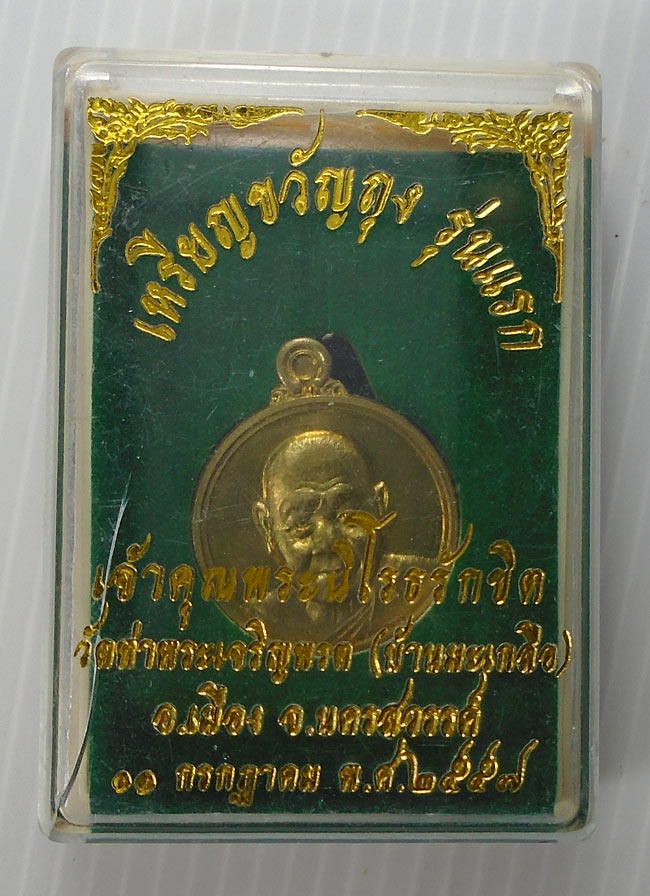 เหรียญขวัญถุง รุ่นแรก
เจ้าคุณพระนิโรธรักขิต
วัดท่าพระเจริญพรต (บ้านมะเกลือ)
อ.เมือง จ.นครสวรรค์
๑๑ กรกฎาคม พ.ศ.๒๕๕๗